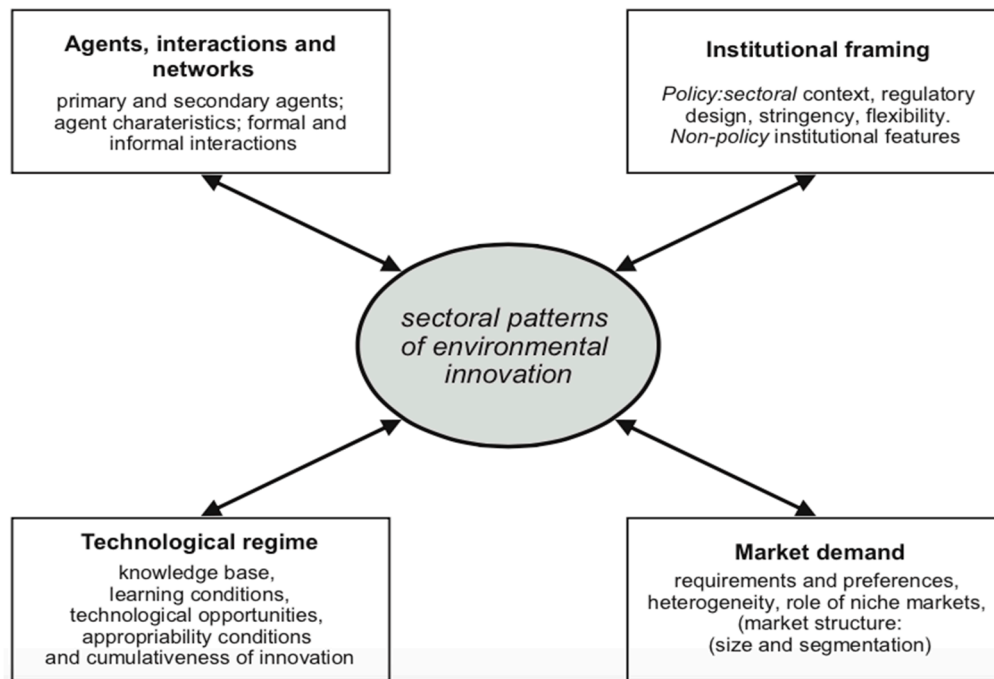 Agents, interactions and
networks
primary and secondary agents;
agent charateristics; formal and
informal interactions
Institutional framing
Policy:sectoral context, regulatory
design, stringency, flexibility.
Non-policy institutional features
sectoral patterns
of environmental
innovation
Technological regime
knowledge base,
learning conditions,
technological opportunities,
appropriability conditions
and cumulativeness of innovation
Market demand
requirements and preferences,
heterogeneity, role of niche markets,
(market structure:
(size and segmentation)